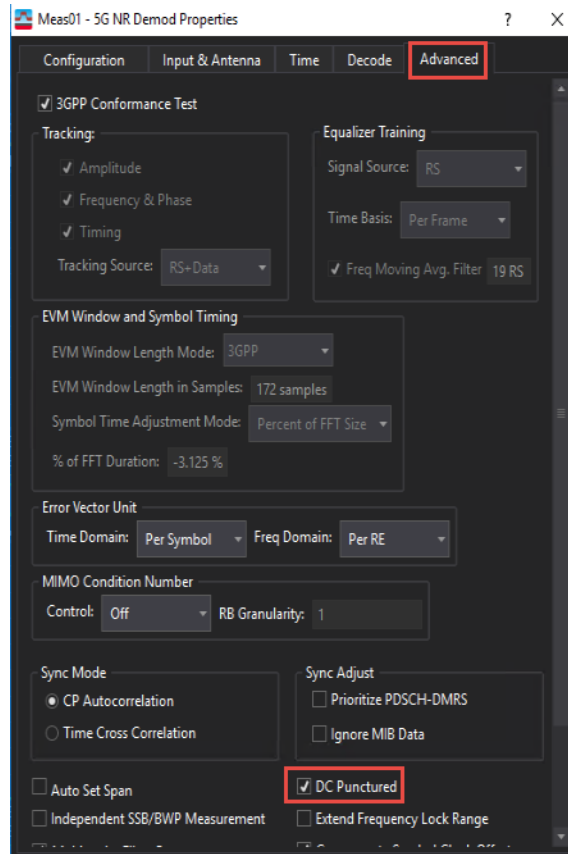 Meas01 - 5G NR Demod Properties ? X
Configuration Input & Antenna Time Decode Advanced
3GPP Conformance Test
Tracking:
Amplitude
Frequency & Phase
Timing
Tracking Source: RS+Data
Equalizer Training
Signal Source: RS
Time Basis: Per Frame
Freq Moving Avg. Filter 19 RS
EVM Window and Symbol Timing
EVM Window Length Mode: 3GPP
EVM Window Length in Samples: 172 samples
Symbol Time Adjustment Mode: Percent of FFT Size
% of FFT Duration: -3.125 %
Error Vector Unit
Time Domain: Per Symbol Freq Domain: Per RE
MIMO Condition Number
Control: Off RB Granularity: 1
Sync Mode
CP Autocorrelation
Time Cross Correlation
Sync Adjust
Prioritize PDSCH-DMRS
Ignore MIB Data
Auto Set Span DC Punctured
Independent SSB/BWP Measurement Extend Frequency Lock Range